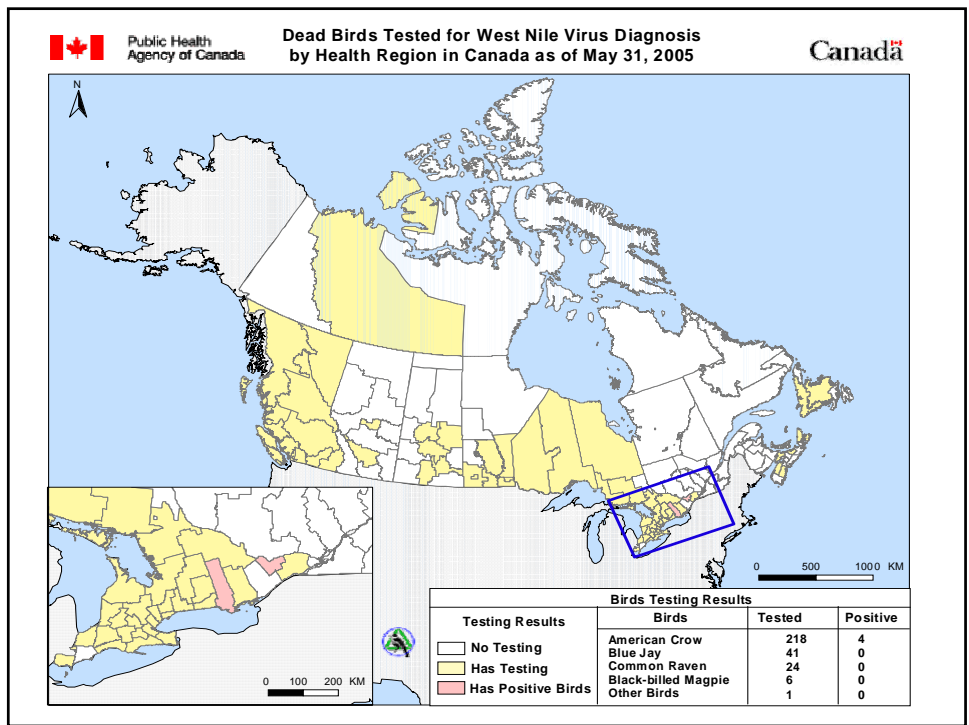 Public Health
Agency of Canada
Dead Birds Tested for West Nile Virus Diagnosis
by Health Region in Canada as of May 31, 2005
Canada
N
0 500 1000 KM
0 100 200 KM
Testing Results
No Testing
Has Testing
Has Positive Birds
Birds Testing Results
Birds Tested Positive
American Crow 218 4
Blue Jay 41 0
Common Raven 24 0
Black-billed Magpie 6 0
Other Birds 1 0